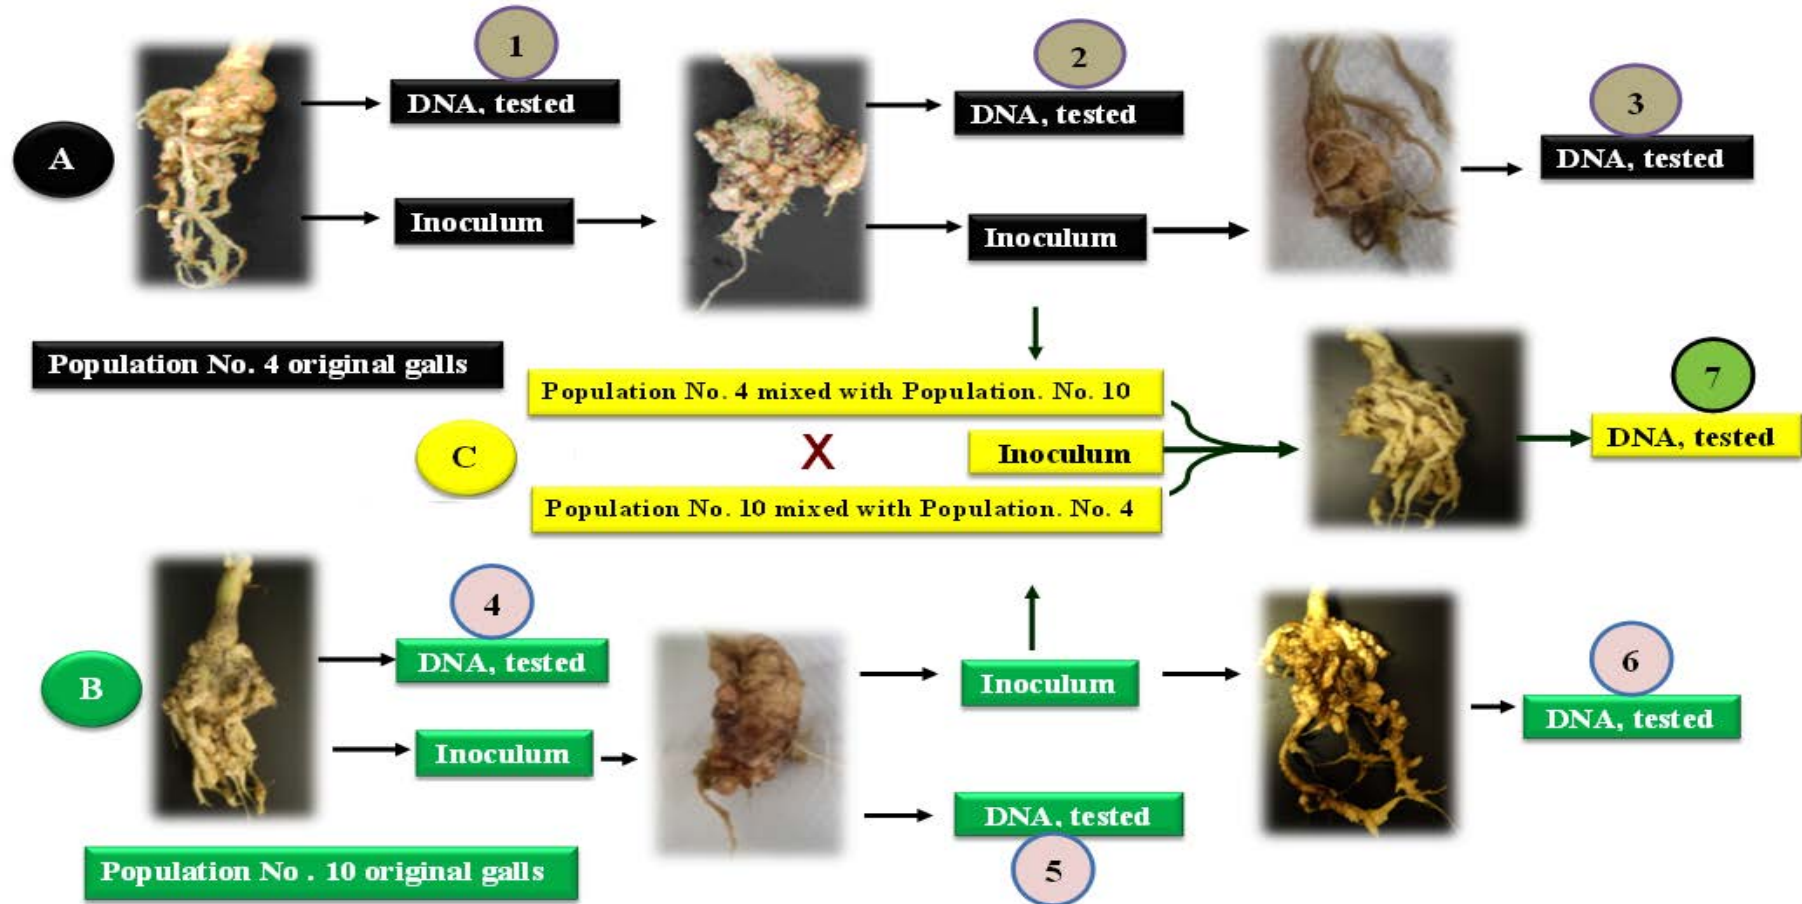 1
DNA, tested
A
Inoculum
2
DNA, tested
Inoculum
3
DNA, tested
Population No. 4 original galls
Population No. 4 mixed with Population. No. 10
C
X
Inoculum
Population No. 10 mixed with Population. No. 4
7
DNA, tested
B
4
DNA, tested
Inoculum
Inoculum
DNA, tested
5
6
DNA, tested
Population No . 10 original galls